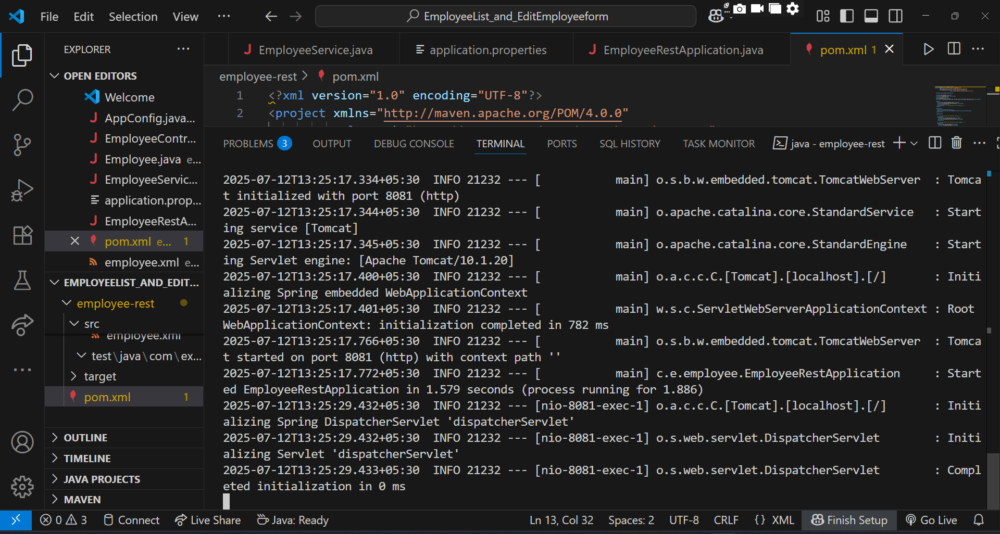 File Edit Selection View ···
EmployeeList_and_EditEmployeeform
EXPLORER ···
OPEN EDITORS
Welcome
AppConfig.java...
EmployeeContr...
Employee.java e...
EmployeeServic...
application.prop...
EmployeeRestA...
pom.xml e... 1
employee.xml e...
EMPLOYEELIST_AND_EDIT...
employee-rest
src
employee.xml
test\java\com\ex...
target
pom.xml 1
OUTLINE
TIMELINE
JAVA PROJECTS
MAVEN
EmployeeService.java application.properties EmployeeRestApplication.java pom.xml 1
employee-rest > pom.xml
1 <?xml version="1.0" encoding="UTF-8"?>
2 <project xmlns="http://maven.apache.org/POM/4.0.0"
PROBLEMS 3 OUTPUT DEBUG CONSOLE TERMINAL PORTS SQL HISTORY TASK MONITOR java - employee-rest
2025-07-12T13:25:17.334+05:30  INFO 21232 --- [           main] o.s.b.w.embedded.tomcat.TomcatWebServer  : Tomca
t initialized with port 8081 (http)
2025-07-12T13:25:17.344+05:30  INFO 21232 --- [           main] o.apache.catalina.core.StandardService   : Start
ing service [Tomcat]
2025-07-12T13:25:17.345+05:30  INFO 21232 --- [           main] o.apache.catalina.core.StandardEngine    : Start
ing Servlet engine: [Apache Tomcat/10.1.20]
2025-07-12T13:25:17.400+05:30  INFO 21232 --- [           main] o.a.c.c.C.[Tomcat].[localhost].[/]       : Initi
alizing Spring embedded WebApplicationContext
2025-07-12T13:25:17.401+05:30  INFO 21232 --- [           main] w.s.c.ServletWebServerApplicationContext : Root
WebApplicationContext: initialization completed in 782 ms
2025-07-12T13:25:17.766+05:30  INFO 21232 --- [           main] o.s.b.w.embedded.tomcat.TomcatWebServer  : Tomca
t started on port 8081 (http) with context path ''
2025-07-12T13:25:17.772+05:30  INFO 21232 --- [           main] c.e.employee.EmployeeRestApplication     : Start
ed EmployeeRestApplication in 1.579 seconds (process running for 1.886)
2025-07-12T13:25:29.432+05:30  INFO 21232 --- [nio-8081-exec-1] o.a.c.c.C.[Tomcat].[localhost].[/]       : Initi
alizing Spring DispatcherServlet 'dispatcherServlet'
2025-07-12T13:25:29.432+05:30  INFO 21232 --- [nio-8081-exec-1] o.s.web.servlet.DispatcherServlet        : Initi
alizing Servlet 'dispatcherServlet'
2025-07-12T13:25:29.433+05:30  INFO 21232 --- [nio-8081-exec-1] o.s.web.servlet.DispatcherServlet        : Compl
eted initialization in 0 ms
0 3 Connect Live Share Java: Ready Ln 13, Col 32 Spaces: 2 UTF-8 CRLF {} XML Finish Setup Go Live